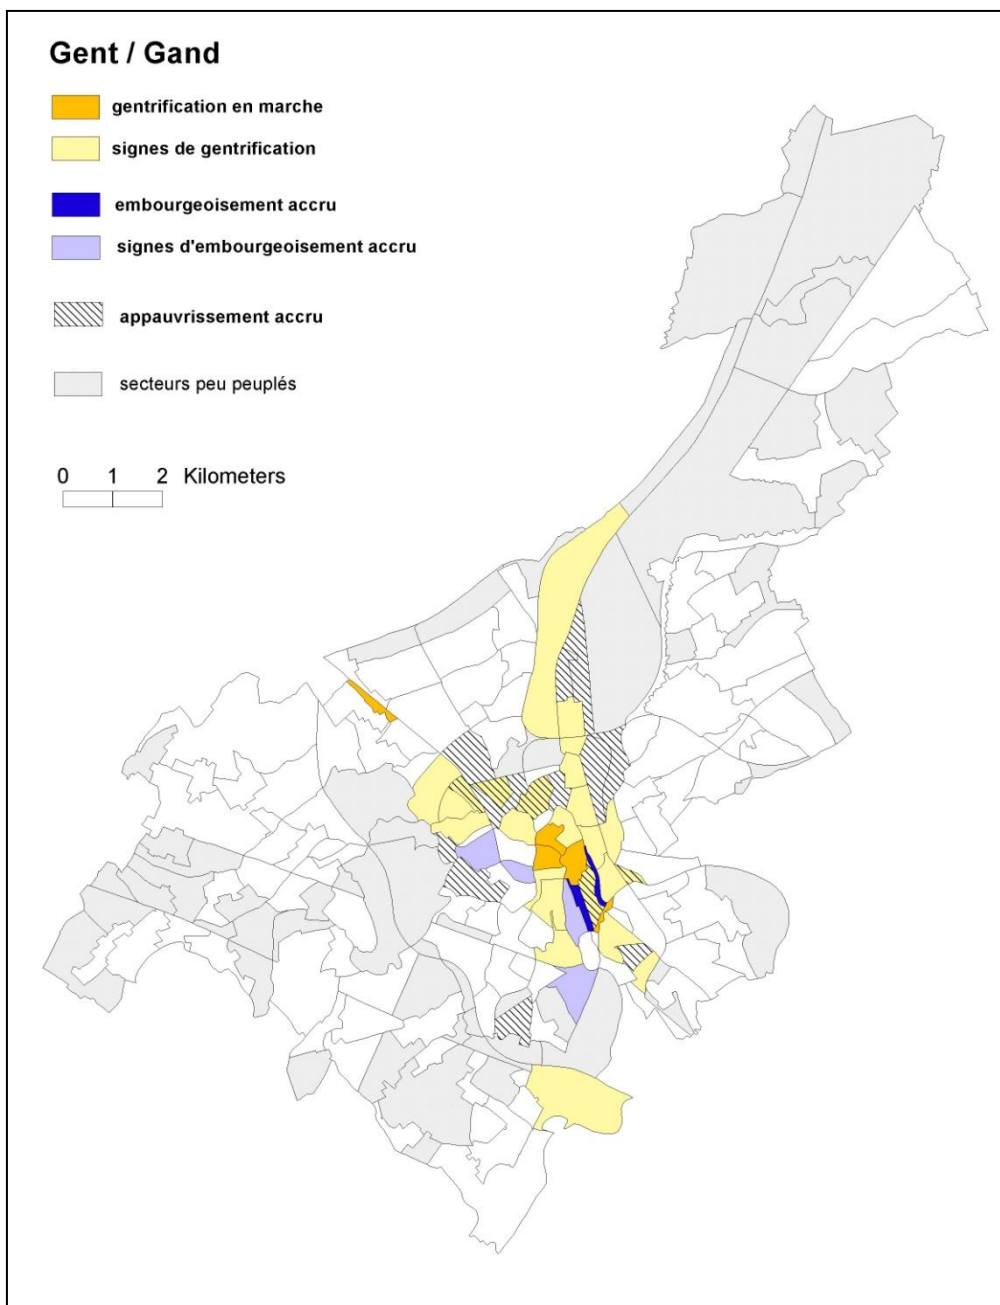 Gent / Gand
gentrification en marche
signes de gentrification
embourgeoisement accru
signes d'embourgeoisement accru
appauvrissement accru
secteurs peu peuplés
0 1 2 Kilometers